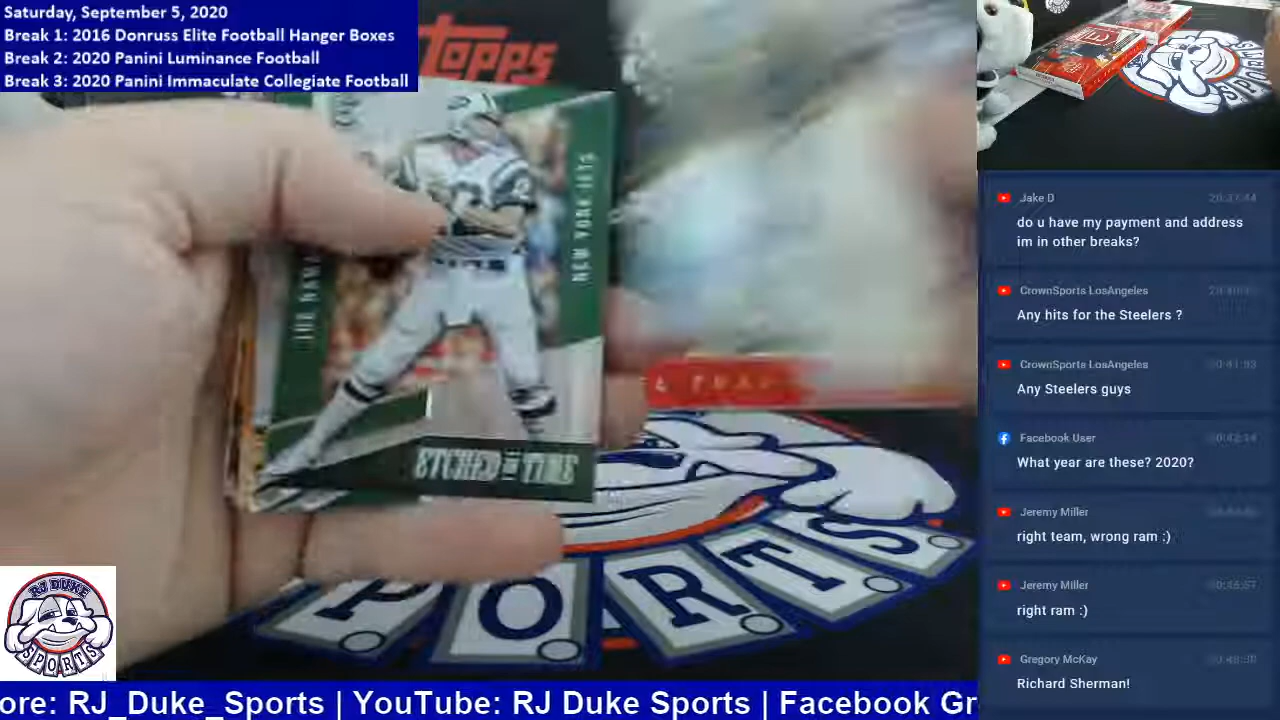 Saturday, September 5, 2020
Break 1: 2016 Donruss Elite Football Hanger Boxes
Break 2: 2020 Panini Luminance Football
Break 3: 2020 Panini Immaculate Collegiate Football
TOPPS
NEW YORK JETS
ETCHED IN TIME
PORTS
RJ DUKE
SPORTS
Jake D
do u have my payment and address
im in other breaks?
CrownSports LosAngeles
Any hits for the Steelers ?
CrownSports LosAngeles
Any Steelers guys
Facebook User
What year are these? 2020?
Jeremy Miller
right team, wrong ram :)
Jeremy Miller
right ram :)
Gregory McKay
Richard Sherman!
ore: RJ_Duke_Sports | YouTube: RJ Duke Sports | Facebook Gr